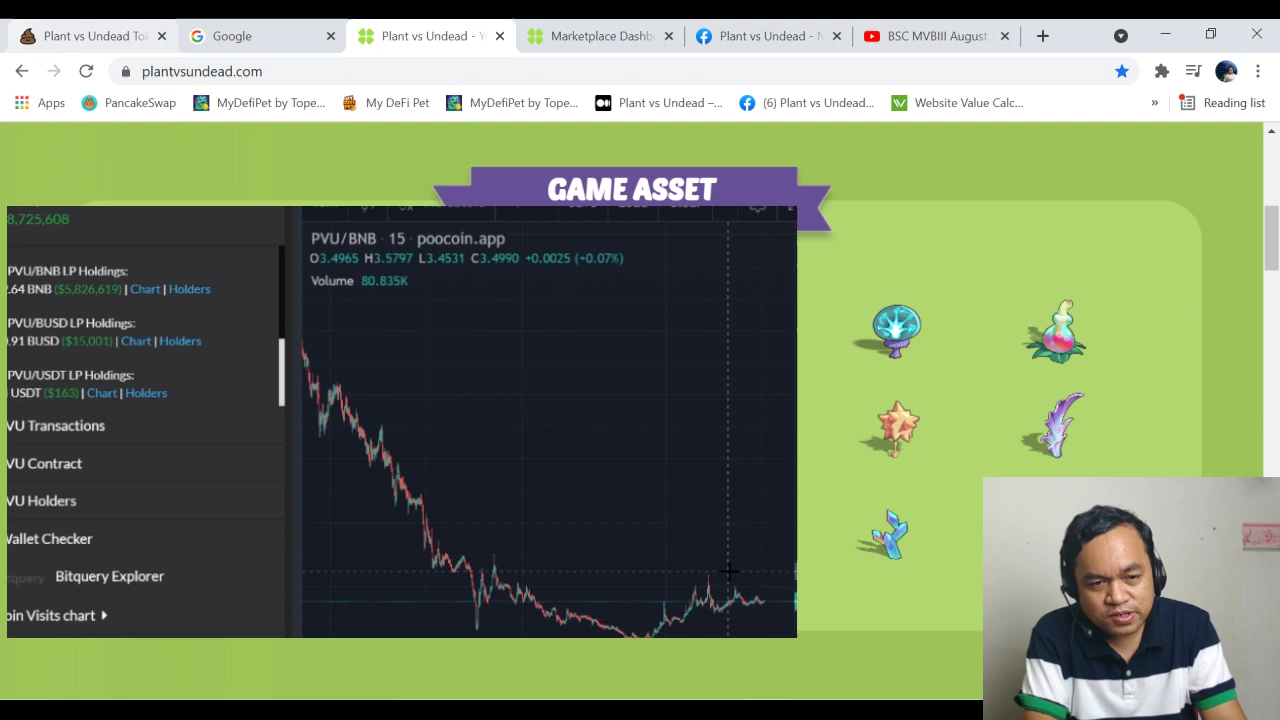 Plant vs Undead To
Google
Plant vs Undead - Y
Marketplace Dashb
Plant vs Undead - N
BSC MVBIII August
plantvsundead.com
Apps
PancakeSwap
MyDefiPet by Tope...
My DeFi Pet
MyDefiPet by Tope...
Plant vs Undead –...
(6) Plant vs Undead...
Website Value Calc...
»
Reading list
GAME ASSET
8,725,608
PVU/BNB LP Holdings:
2.64 BNB ($5,826,619) | Chart | Holders
PVU/BUSD LP Holdings:
0.91 BUSD ($15,001) | Chart | Holders
PVU/USDT LP Holdings:
USDT ($163) | Chart | Holders
VU Transactions
VU Contract
VU Holders
Wallet Checker
tquery Bitquery Explorer
oin Visits chart
PVU/BNB · 15 · poocoin.app
O3.4965 H3.5797 L3.4531 C3.4990 +0.0025 (+0.07%)
Volume 80.835K